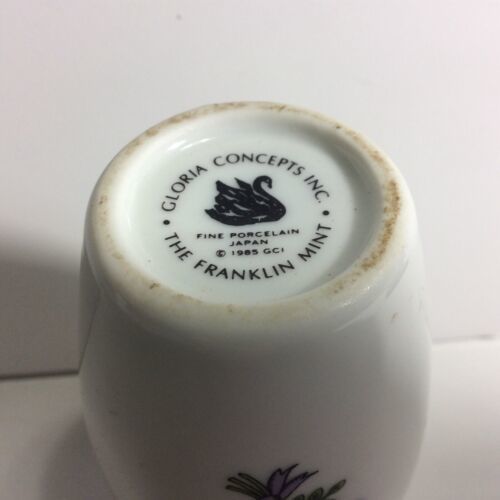 • GLORIA CONCEPTS INC. •
FINE PORCELAIN
JAPAN
© 1985 GCI
THE FRANKLIN MINT